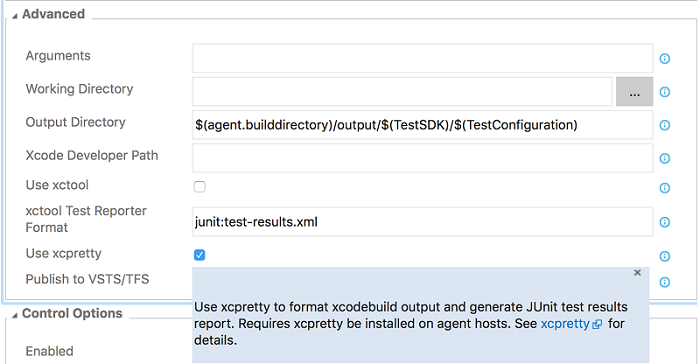 Advanced
Arguments
Working Directory
...
Output Directory
$(agent.builddirectory)/output/$(TestSDK)/$(TestConfiguration)
Xcode Developer Path
Use xctool
xctool Test Reporter
Format
junit:test-results.xml
Use xcpretty
Publish to VSTS/TFS
Use xcpretty to format xcodebuild output and generate JUnit test results
report. Requires xcpretty be installed on agent hosts. See xcpretty for
details.
Control Options
Enabled